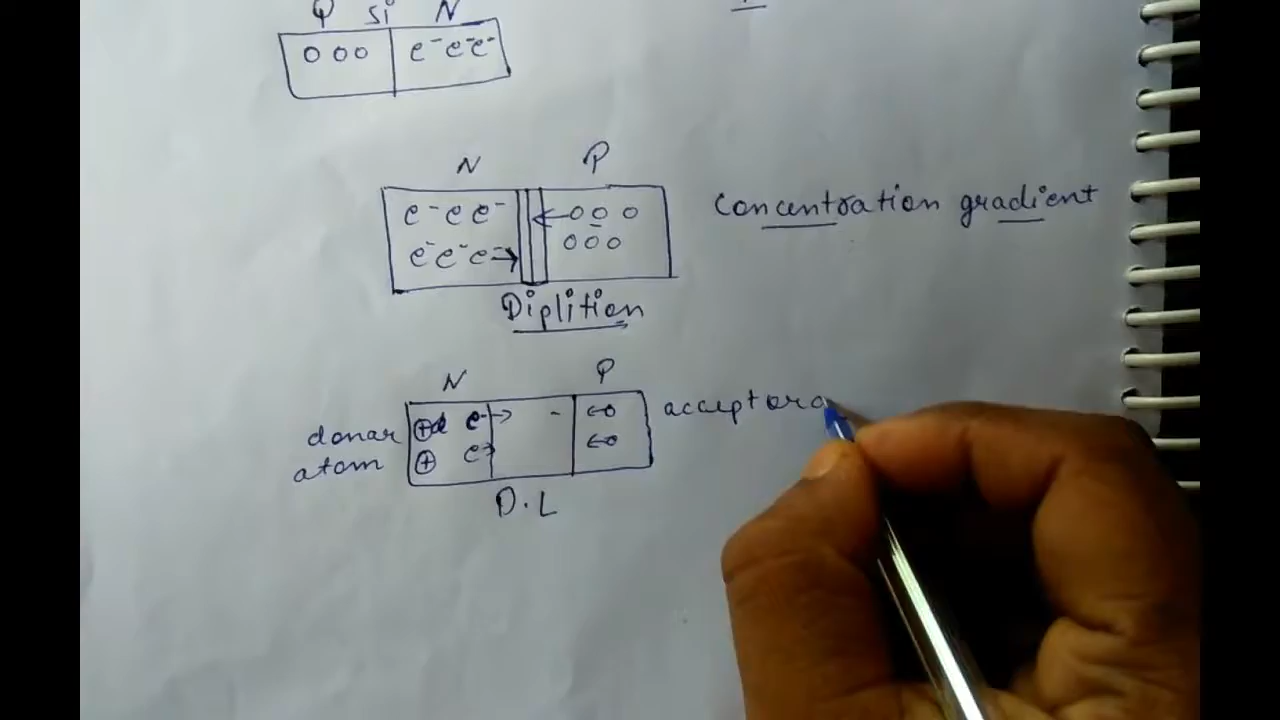 P Si N
o o o e⁻ e⁻ e⁻
N P
e⁻ e e⁻ o o o
e⁻ e⁻ e⁻ o o o
concentration gradient
Diplition
N P
donar
atom
⊕ e⁻ - o
⊕ e o
acceptor a
D.L